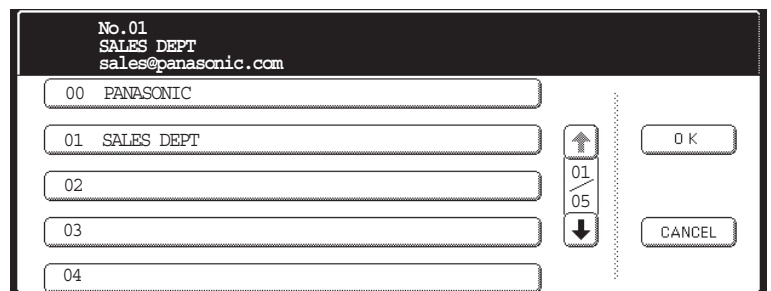 No.01
SALES DEPT
sales@panasonic.com
00 PANASONIC
01 SALES DEPT
02
03
04
01
05
OK
CANCEL